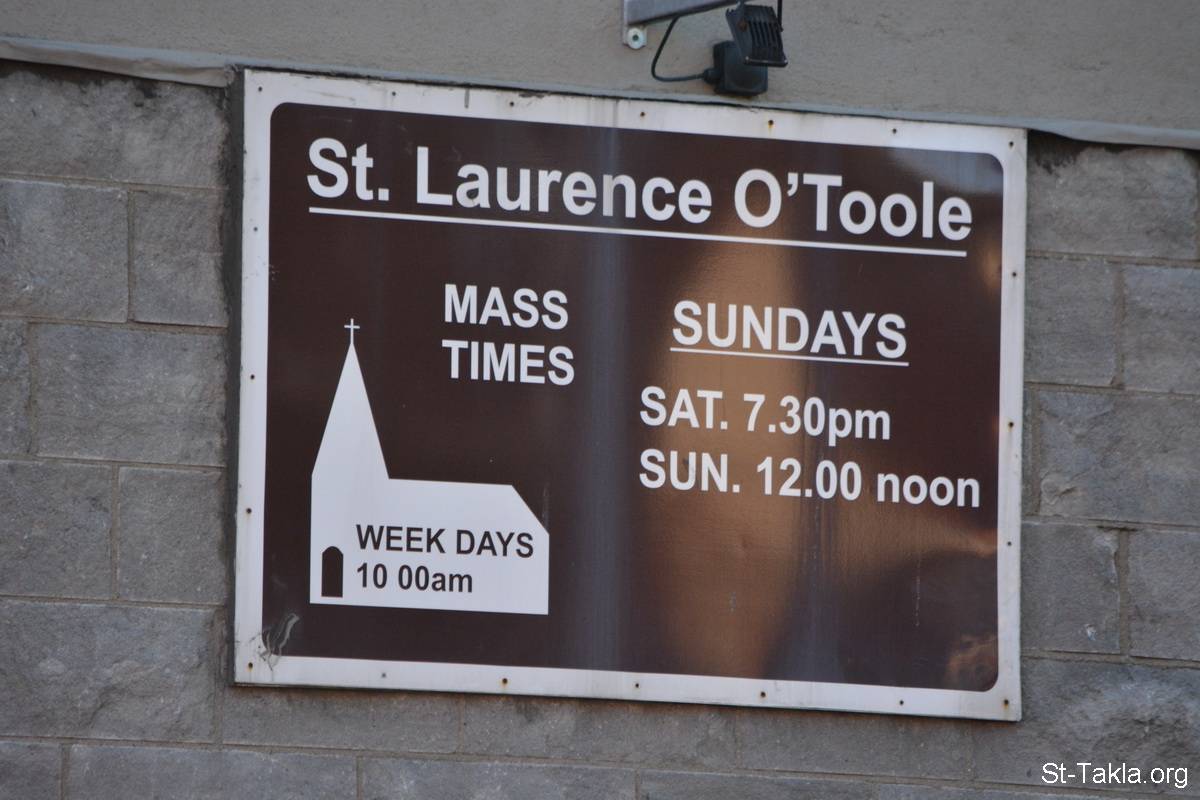 St. Laurence O'Toole
MASS
TIMES
SUNDAYS
SAT. 7.30pm
SUN. 12.00 noon
WEEK DAYS
10 00am
St-Takla.org